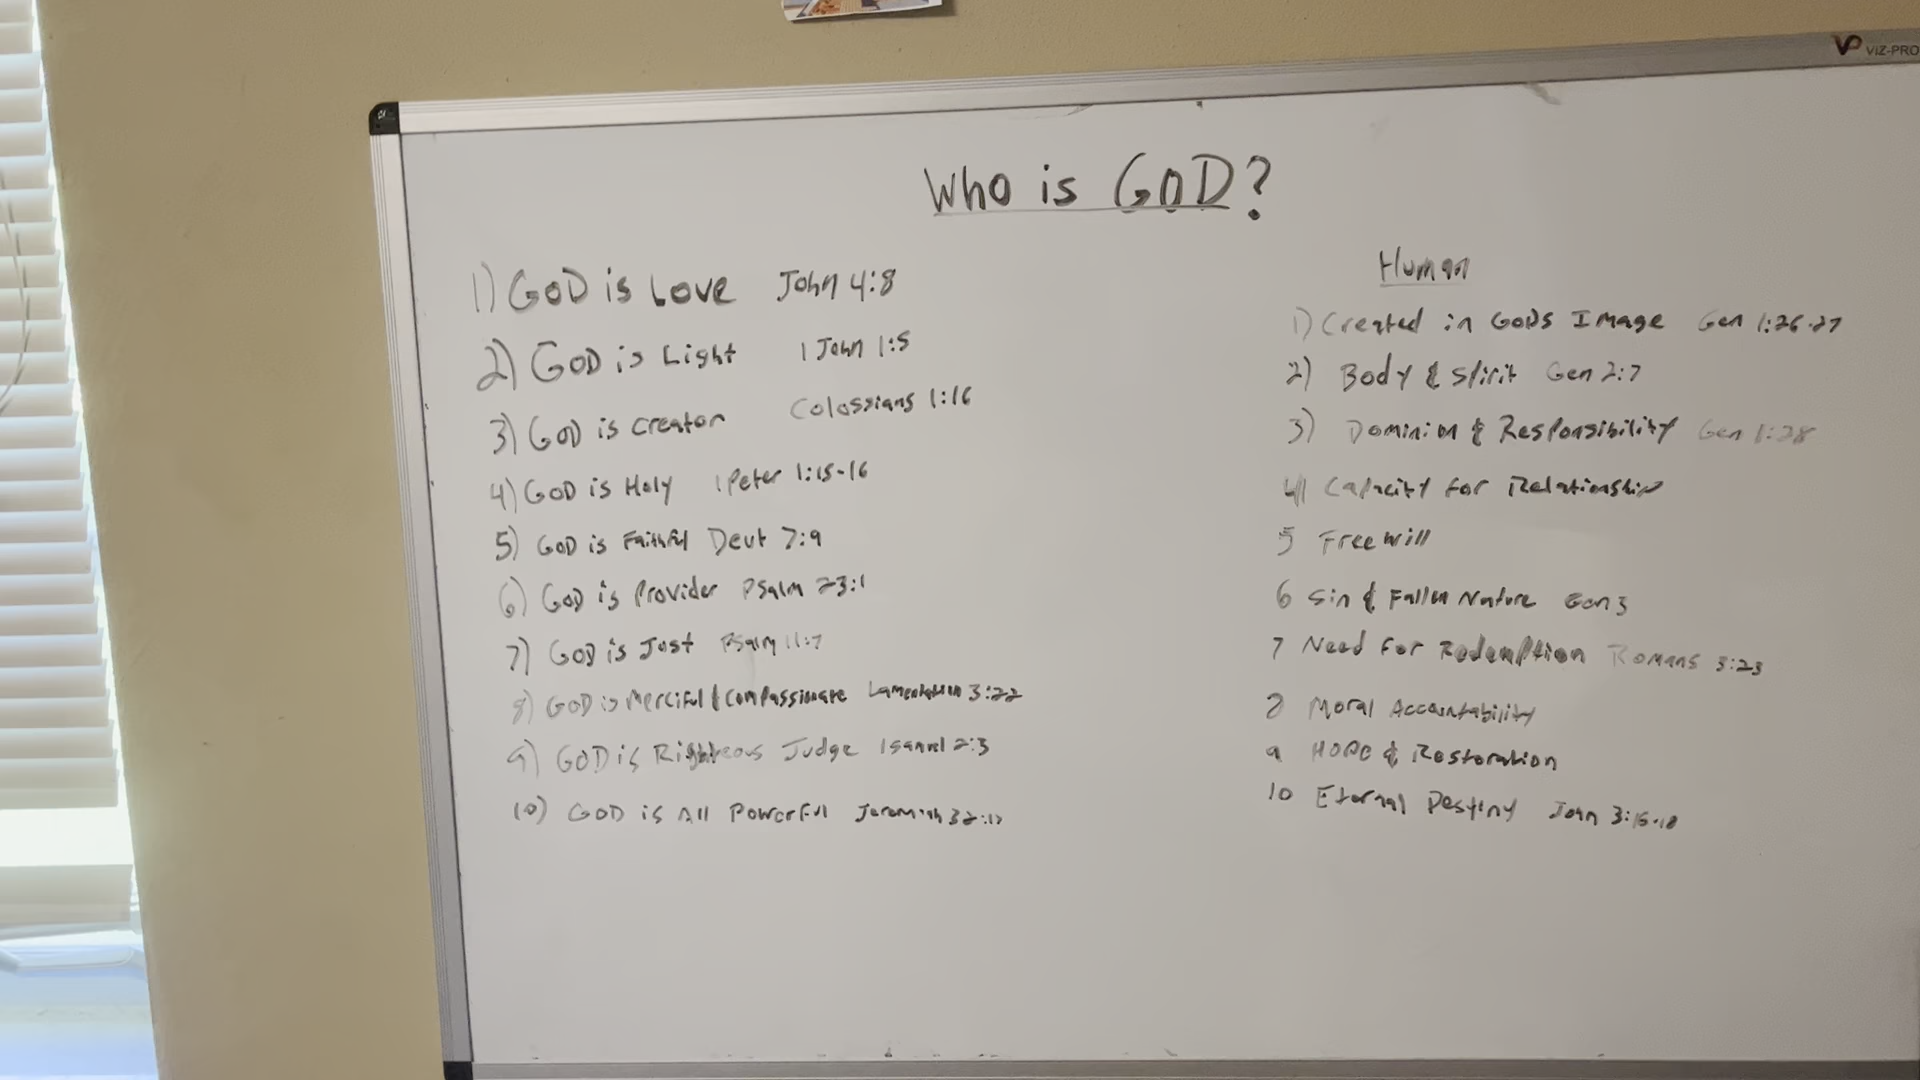 VIZ-PRO
Who is GOD?
1) GOD is Love John 4:8
2) GOD is Light 1 John 1:5
3) GOD is Creator Colossians 1:16
4) GOD is Holy 1 Peter 1:15-16
5) GOD is Faithful Deut 7:9
6) GOD is Provider Psalm 23:1
7) GOD is Just Psalm 11:7
8) GOD is Merciful & Compassionate Lamentation 3:22
9) GOD is Righteous Judge 1 Samuel 2:3
10) GOD is All Powerful Jeremiah 32:17
Human
1) Created in GODS Image Gen 1:26-27
2) Body & Spirit Gen 2:7
3) Dominion & Responsibility Gen 1:28
4) Capacity for Relationship
5 Free Will
6 Sin & Fallen Nature Gen 3
7 Need For Redemption Romans 3:23
8 Moral Accountability
9 Hope & Restoration
10 Eternal Destiny John 3:16-18